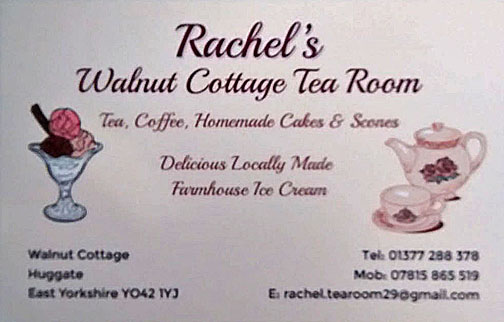 Rachel's
Walnut Cottage Tea Room
Tea, Coffee, Homemade Cakes & Scones
Delicious Locally Made
Farmhouse Ice Cream
Walnut Cottage
Huggate
East Yorkshire YO42 1YJ
Tel: 01377 288 378
Mob: 07815 865 519
E: rachel.tearoom29@gmail.com